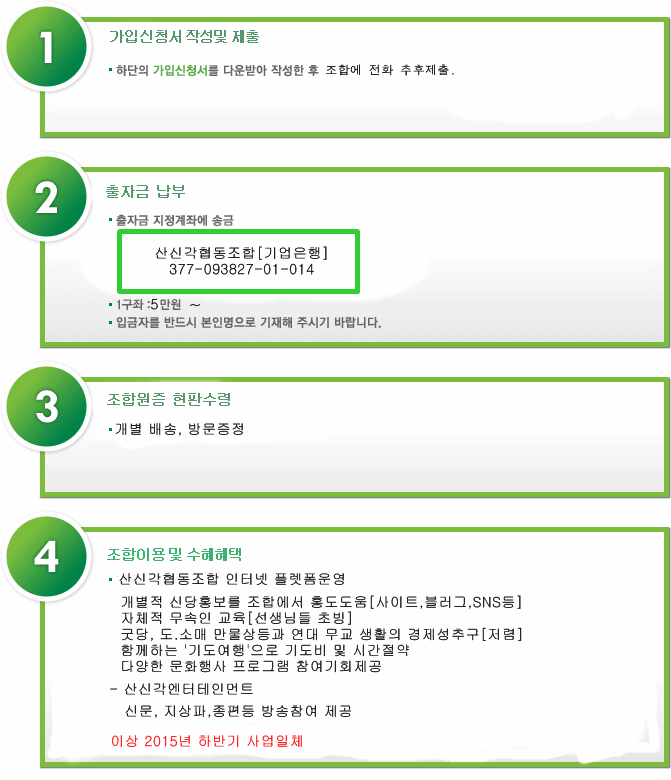 1
가입신청서 작성및 제출
하단의 가입신청서를 다운받아 작성한 후 조합에 전화 추후제출.
2
출자금 납부
출자금 지정계좌에 송금
산신각협동조합[기업은행]
377-093827-01-014
1구좌 :5만원 ~
입금자를 반드시 본인명으로 기재해 주시기 바랍니다.
3
조합원증 현판수령
개별 배송, 방문증정
4
조합이용 및 수혜혜택
산신각협동조합 인터넷 플렛폼운영
개별적 신당홍보를 조합에서 홍도도움[사이트,블러그,SNS등]
자체적 무속인 교육[선생님들 초빙]
굿당, 도.소매 만물상등과 연대 무교 생활의 경제성추구[저렴]
함께하는 '기도여행'으로 기도비 및 시간절약
다양한 문화행사 프로그램 참여기회제공
- 산신각엔터테인먼트
신문, 지상파,종편등 방송참여 제공
이상 2015년 하반기 사업일체